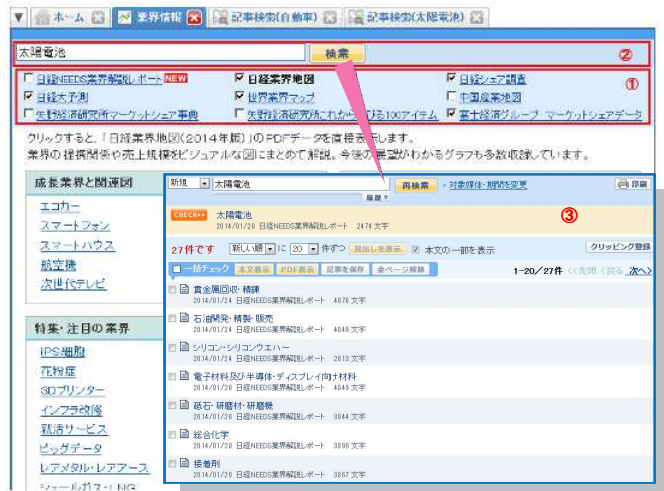 ▼ ホーム 業界情報 記事検索(自動車) 記事検索(太陽電池)
太陽電池 検索 ②
日経NEEDS業界解説レポート NEW 日経業界地図 日経シェア調査 ①
日経大予測 世界業界マップ 中国産業地図
矢野経済研究所マーケットシェア事典 矢野経済研究所これから びる100アイテム 富士経済グループ マーケットシェアデータ
クリックすると、「日経業界地図(2014年版)」のPDFデータを直接表示します。
業界の提携関係や売上規模をビジュアルな図にまとめて解説。今後の展望がわかるグラフも多数収録しています。
成長業界と関連図
エコカー
スマートフォン
スマートハウス
航空機
次世代テレビ
特集・注目の業界
iPS細胞
花粉症
3Dプリンター
インフラ改修
就活サービス
ビッグデータ
レアメタル・レアアース
シェールガス・LNG
新規 太陽電池 再検索 対象媒体・期間を変更 印刷
履歴▼
CHECK>> 太陽電池 ③
2014/01/20 日経NEEDS業界解説レポート 2474 文字
27件です 新しい順 に 20 件ずつ 見出しを表示 本文の一部を表示 クリッピング登録
一括チェック 本文表示 PDF表示 記事を保存 全ページ解除 1-20/27件 <<先頭 <戻る 次へ>
貴金属回収・精錬
2014/01/24 日経NEEDS業界解説レポート 4076 文字
石油開発・精製・販売
2014/01/24 日経NEEDS業界解説レポート 4049 文字
シリコン・シリコンウエハー
2014/01/24 日経NEEDS業界解説レポート 2013 文字
電子材料及び半導体・ディスプレイ向け材料
2014/01/24 日経NEEDS業界解説レポート 4049 文字
砥石・研磨材・研磨機
2014/01/20 日経NEEDS業界解説レポート 3944 文字
総合化学
2014/01/20 日経NEEDS業界解説レポート 3890 文字
接着剤
2014/01/20 日経NEEDS業界解説レポート 3867 文字